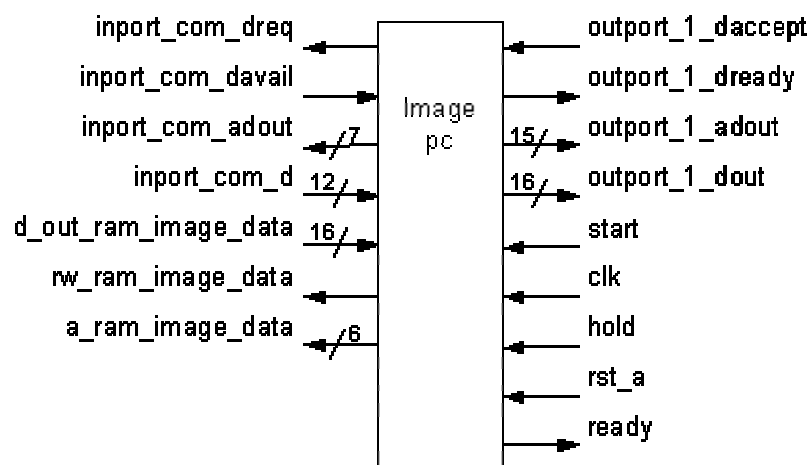 inport_com_dreq
outport_1_daccept
inport_com_davail
outport_1_dready
Image
pc
inport_com_adout
7
15
outport_1_adout
inport_com_d
12
16
outport_1_dout
d_out_ram_image_data
16
start
rw_ram_image_data
clk
a_ram_image_data
6
hold
rst_a
ready